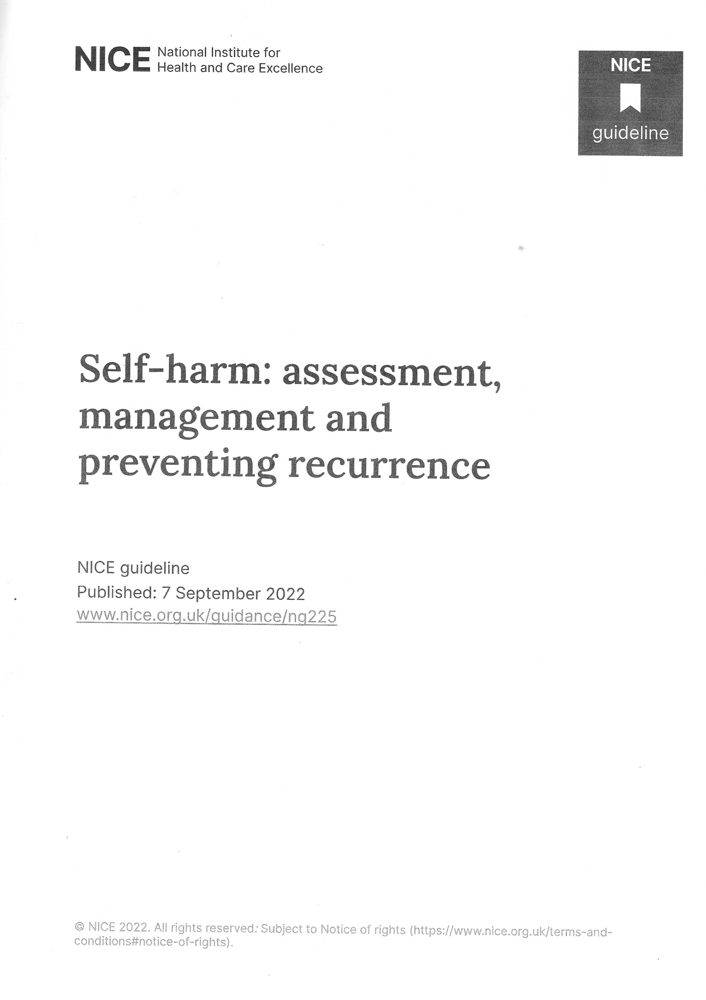 NICE National Institute for
Health and Care Excellence
NICE
guideline
Self-harm: assessment,
management and
preventing recurrence
NICE guideline
Published: 7 September 2022
www.nice.org.uk/guidance/ng225
© NICE 2022. All rights reserved. Subject to Notice of rights (https://www.nice.org.uk/terms-and-
conditions#notice-of-rights).